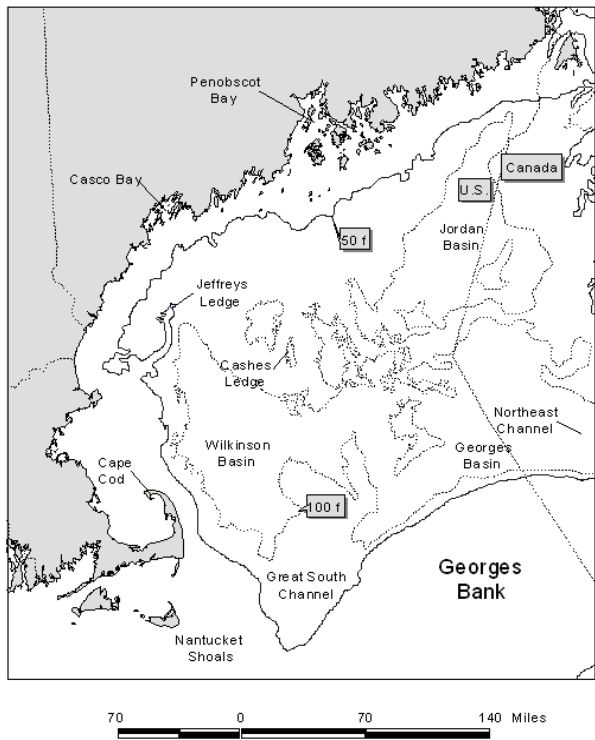 Penobscot
Bay
Casco Bay
Canada
U.S.
Jordan
Basin
50 f
Jeffreys
Ledge
Cashes
Ledge
Northeast
Channel
Wilkinson
Basin
Georges
Basin
Cape
Cod
100 f
Great South
Channel
Georges
Bank
Nantucket
Shoals
70 0 70 140 Miles